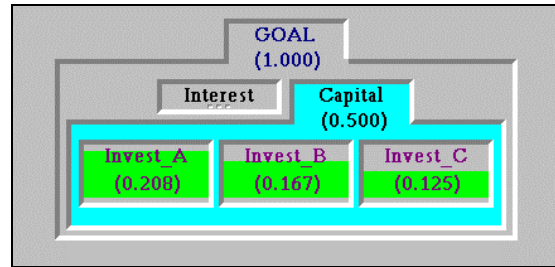 GOAL
(1.000)
Interest
Capital
(0.500)
Invest_A
Invest_B
Invest_C
(0.208)
(0.167)
(0.125)